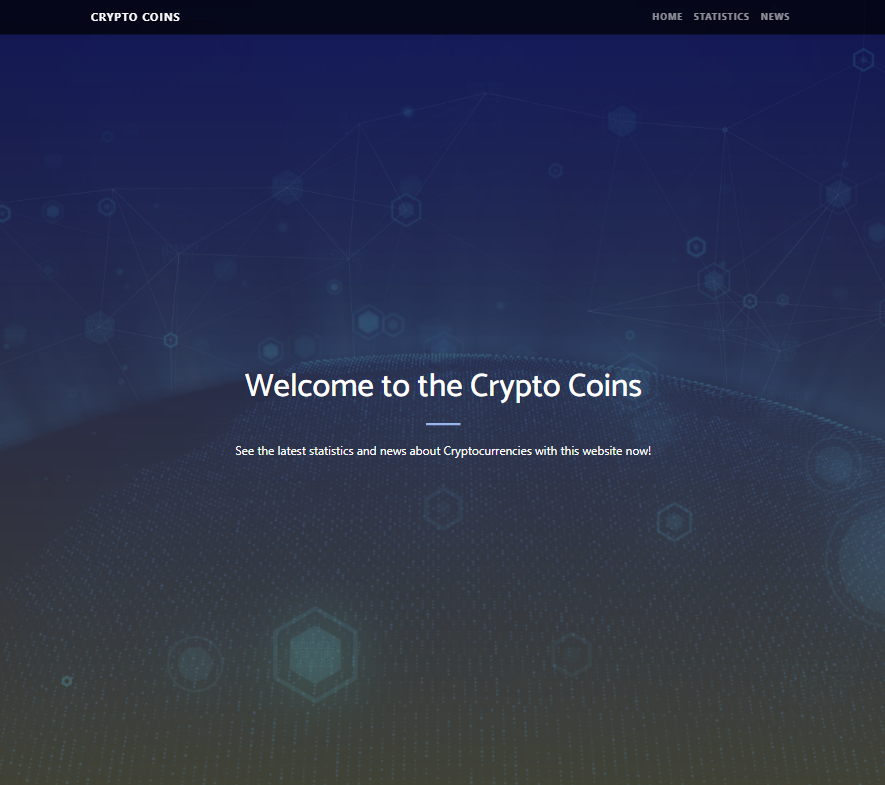 CRYPTO COINS
HOME STATISTICS NEWS
Welcome to the Crypto Coins
See the latest statistics and news about Cryptocurrencies with this website now!